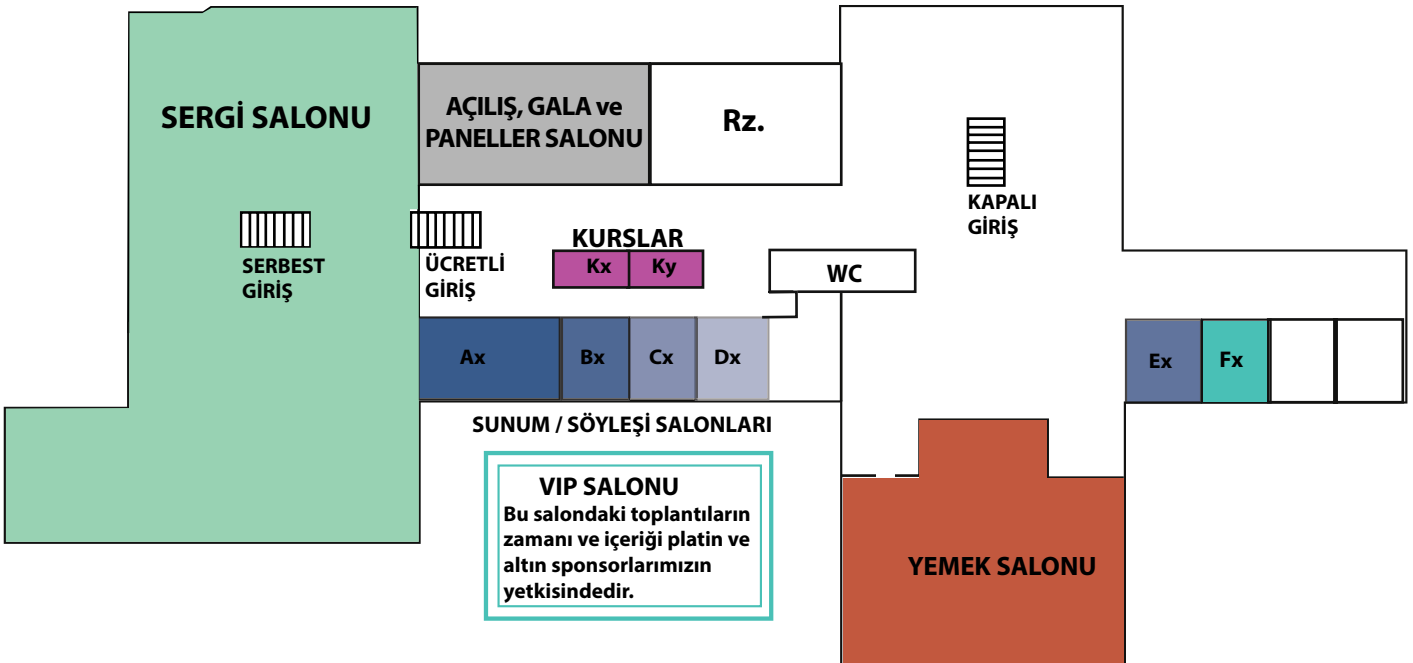 SERGİ SALONU
AÇILIŞ, GALA ve
PANELLER SALONU
Rz.
KAPALI
GİRİŞ
SERBEST
GİRİŞ
ÜCRETLİ
GİRİŞ
KURSLAR
Kx
Ky
WC
Ax
Bx
Cx
Dx
Ex
Fx
SUNUM / SÖYLEŞİ SALONLARI
VIP SALONU
Bu salondaki toplantıların
zamanı ve içeriği platin ve
altın sponsorlarımızın
yetkisindedir.
YEMEK SALONU